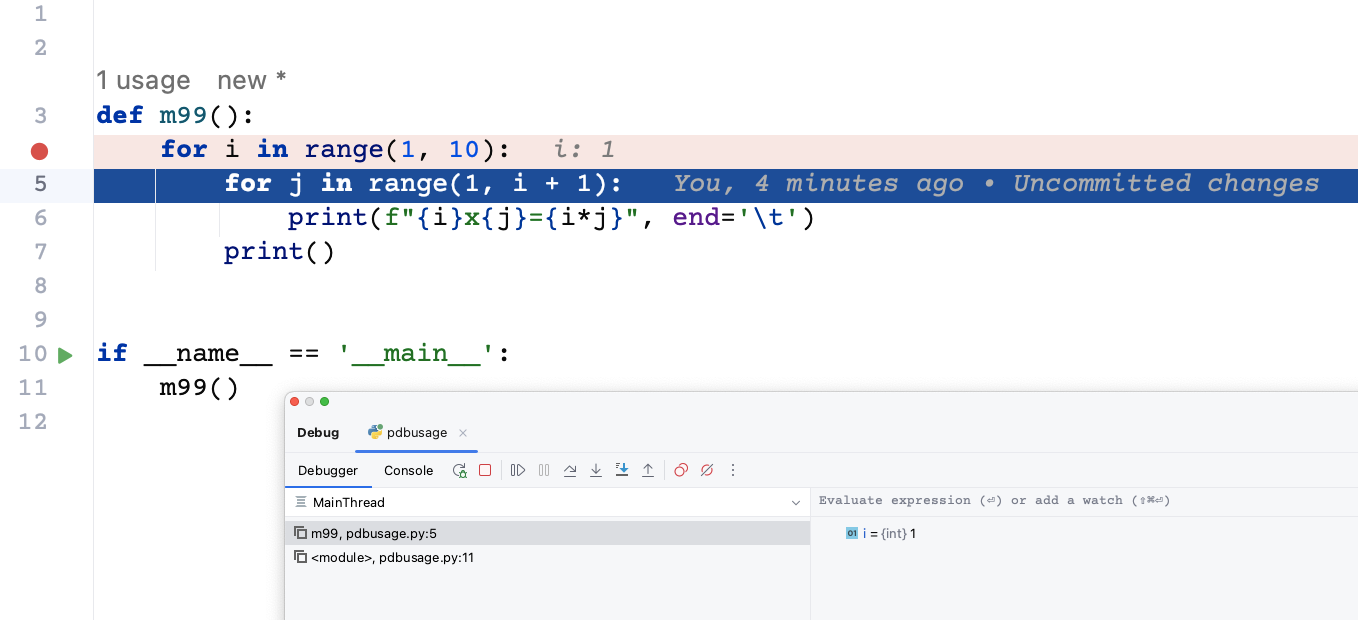 1
2
1 usage new *
3 def m99():
for i in range(1, 10): i: 1
5 for j in range(1, i + 1): You, 4 minutes ago • Uncommitted changes
6 print(f"{i}x{j}={i*j}", end='\t')
7 print()
8
9
10 if __name__ == '__main__':
11 m99()
12
Debug pdbusage ×
Debugger Console
MainThread
Evaluate expression (⏎) or add a watch (⇧⌘⏎)
m99, pdbusage.py:5
01 i = {int} 1
<module>, pdbusage.py:11